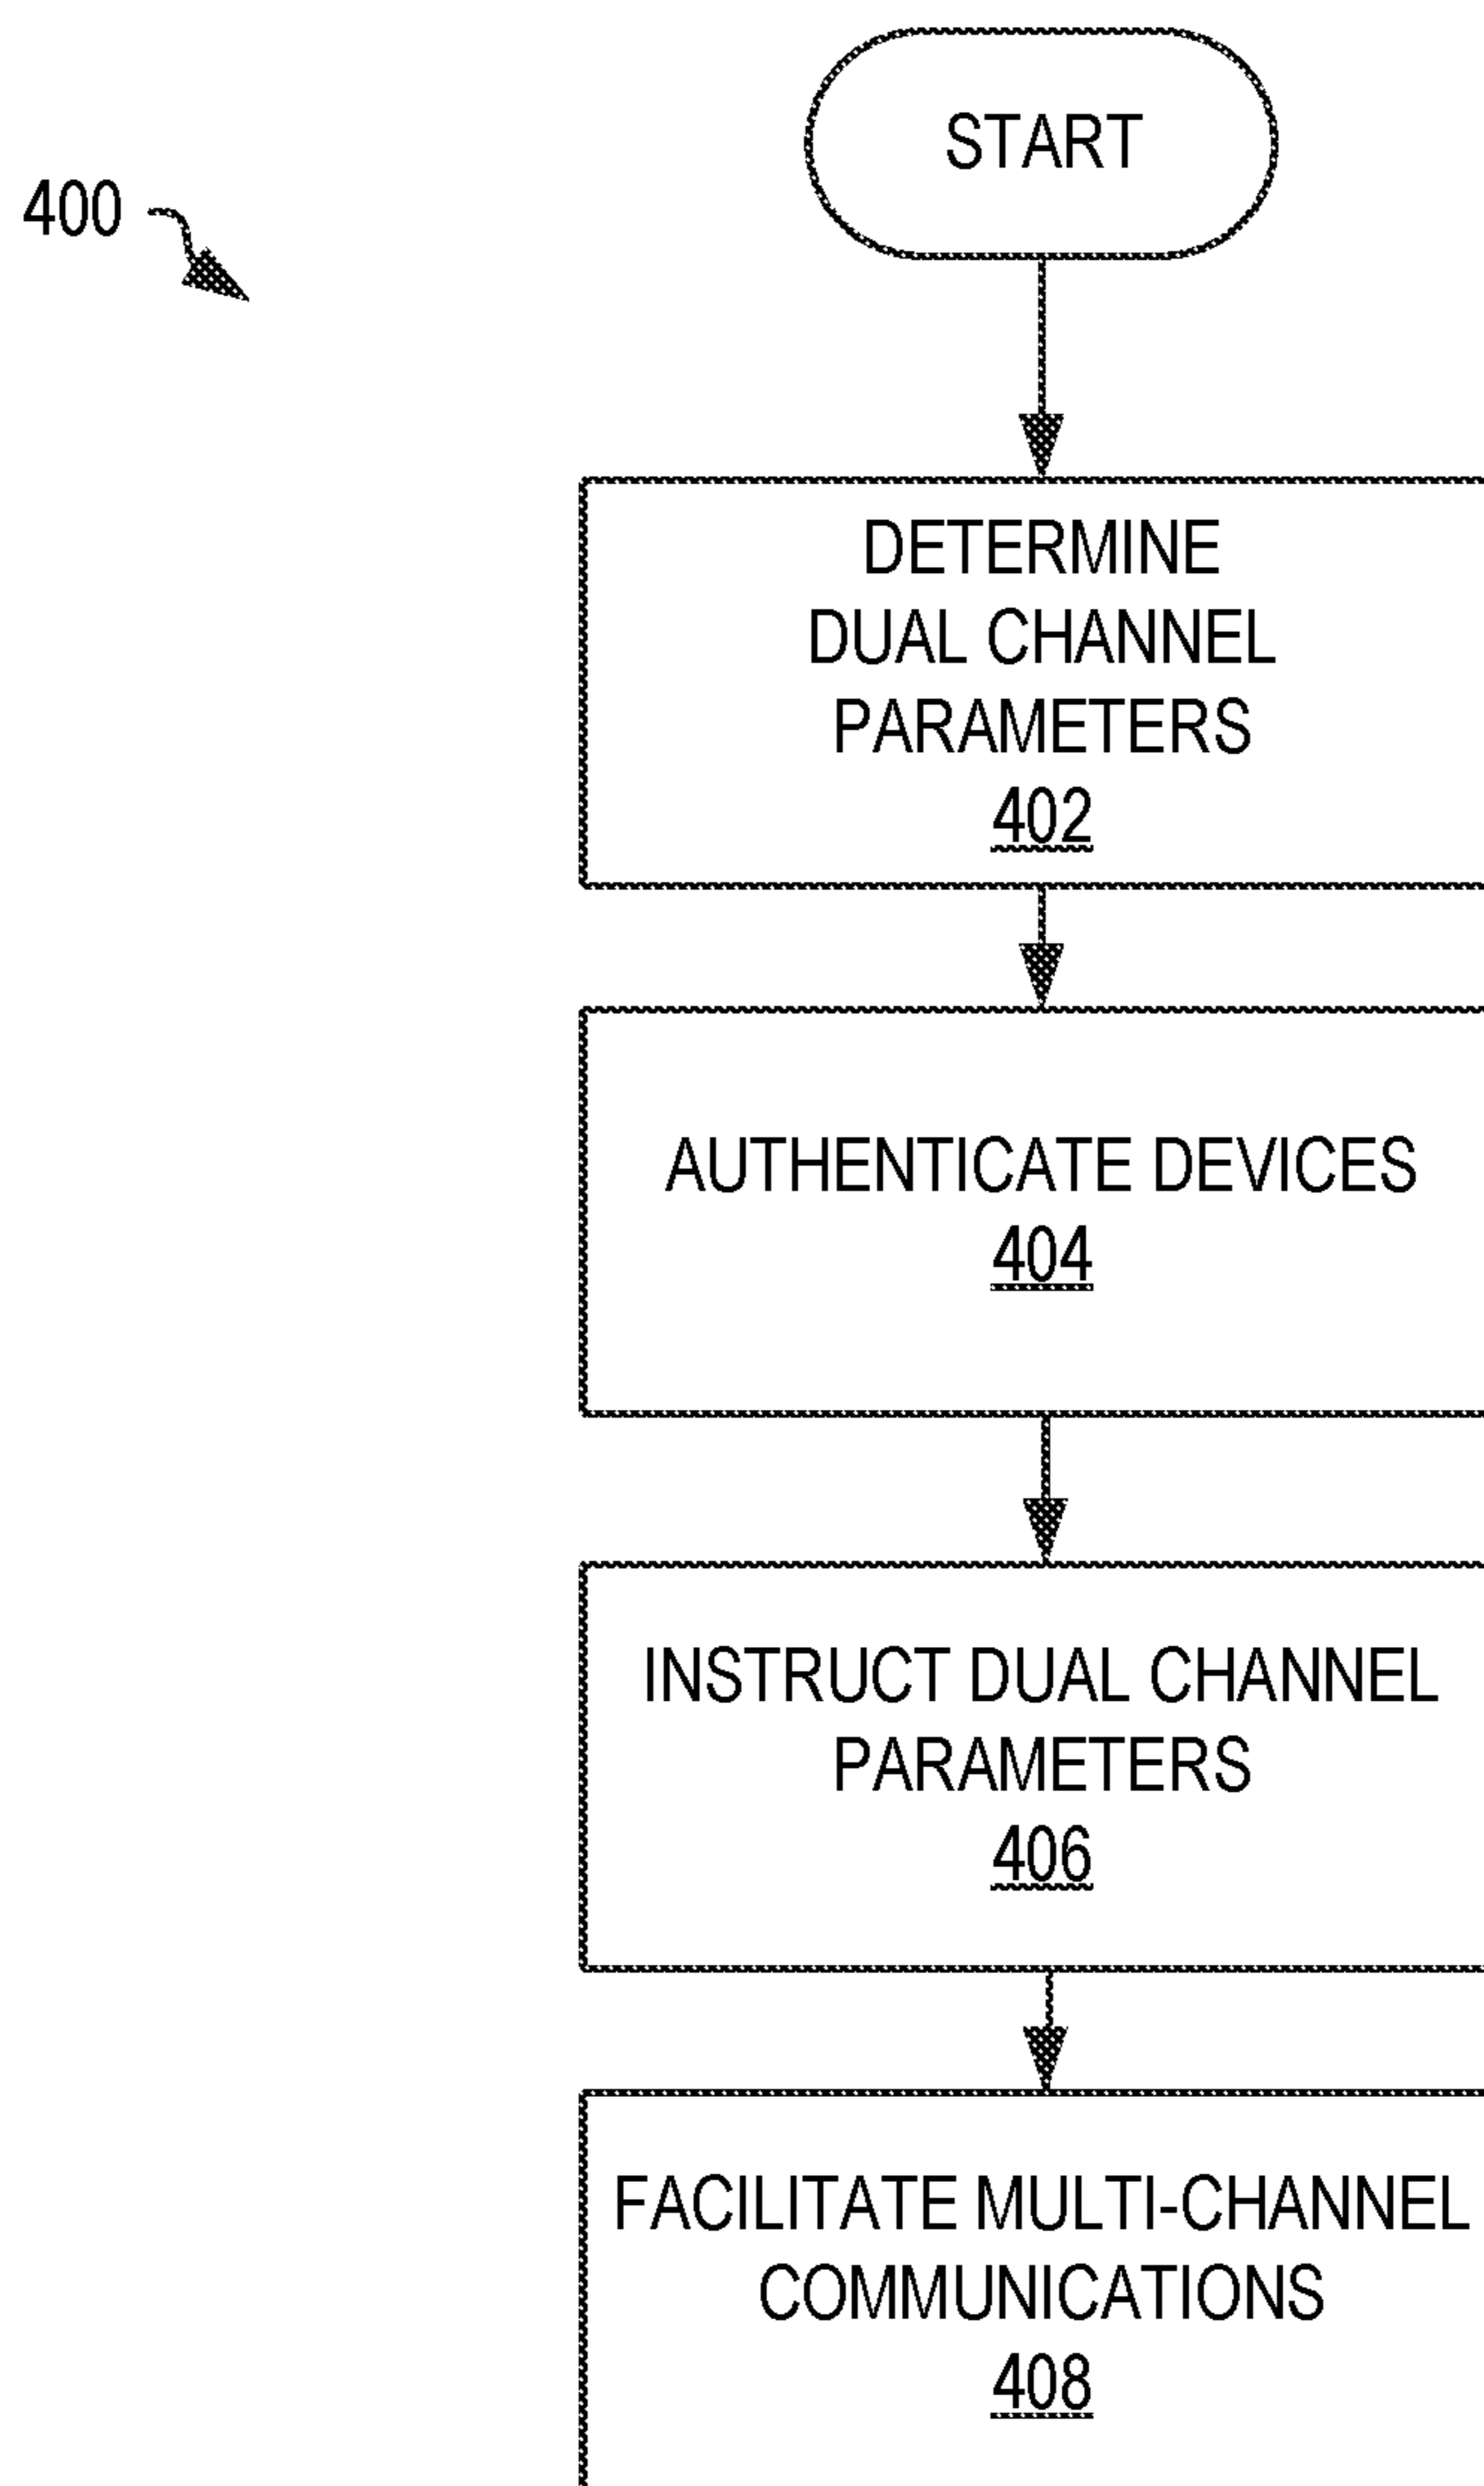 START
400
DETERMINE
DUAL CHANNEL
PARAMETERS
402
AUTHENTICATE DEVICES
404
INSTRUCT DUAL CHANNEL
PARAMETERS
406
FACILITATE MULTI-CHANNEL
COMMUNICATIONS
408